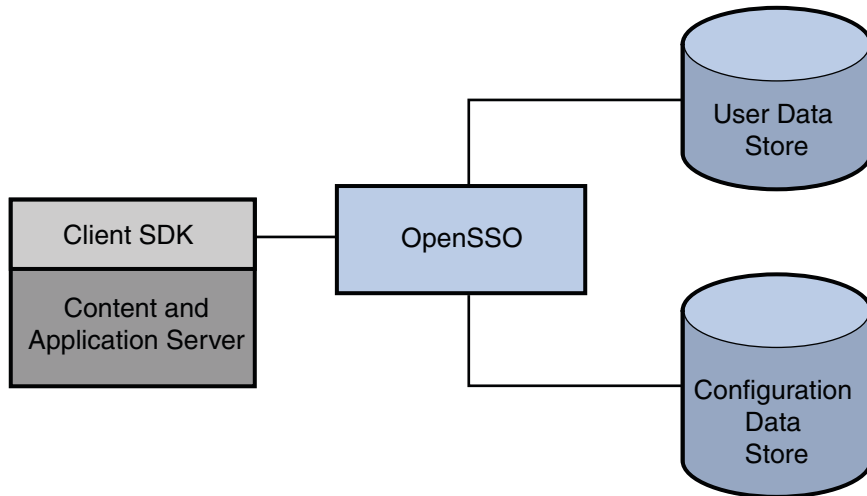 User Data
Store
Client SDK
OpenSSO
Content and
Application Server
Configuration
Data
Store